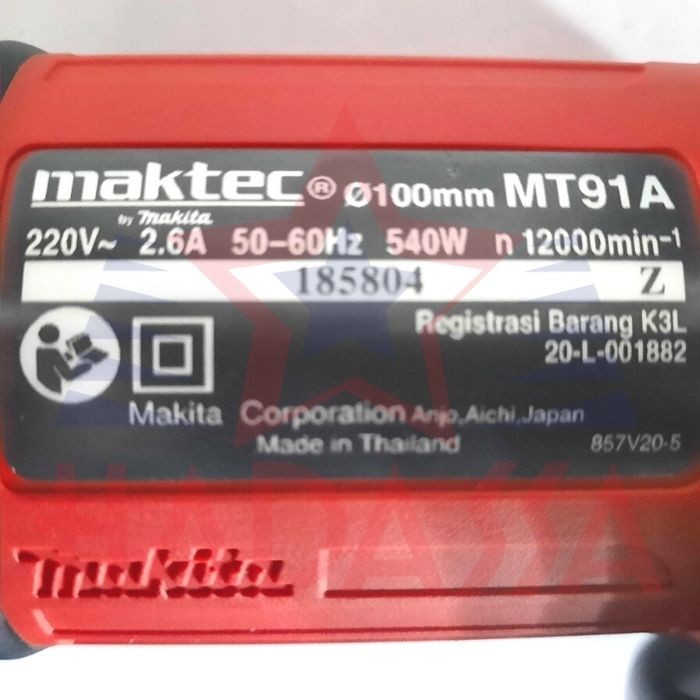 maktec® Ø100mm MT91A
by makita
220V~ 2.6A 50–60Hz 540W n 12000min-1
185804 Z
Registrasi Barang K3L
20-L-001882
Makita Corporation Anjo,Aichi,Japan
Made in Thailand 857V20-5
HADAYA
makita